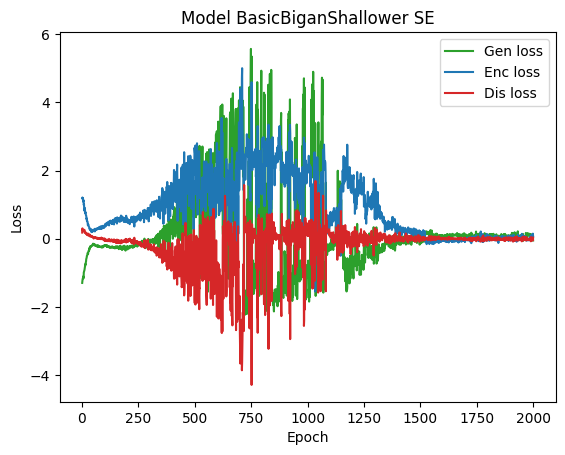 Model BasicBiganShallower SE
Gen loss
Enc loss
Dis loss
Loss
6
4
2
0
−2
−4
0
250
500
750
1000
1250
1500
1750
2000
Epoch